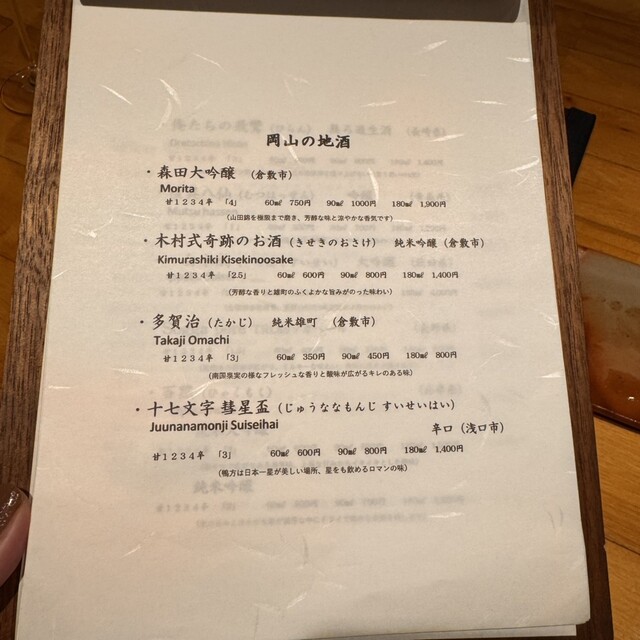 岡山の地酒
・森田大吟醸 （倉敷市）
Morita
甘１２３４辛 「4」 60㎖ 750円 90㎖ 1000円 180㎖ 1,900円
（山田錦を極限まで磨き、芳醇な味と涼やかな香気です）
・木村式奇跡のお酒（きせきのおさけ） 純米吟醸（倉敷市）
Kimurashiki Kisekinoosake
甘１２３４辛 「2.5」 60㎖ 600円 90㎖ 800円 180㎖ 1,400円
（芳醇な香りと雄町のふくよかな旨みがのった味わい）
・多賀治（たかじ） 純米雄町 （倉敷市）
Takaji Omachi
甘１２３４辛 「3」 60㎖ 350円 90㎖ 450円 180㎖ 800円
（南国果実の様なフレッシュな香りと酸味が広がるキレのある味）
・十七文字 彗星盃（じゅうななもんじ すいせいはい）
Juunanamonji Suiseihai 辛口（浅口市）
甘１２３４辛 「3」 60㎖ 600円 90㎖ 800円 180㎖ 1,400円
（鴨方は日本一星が美しい場所、星をも飲めるロマンの味）